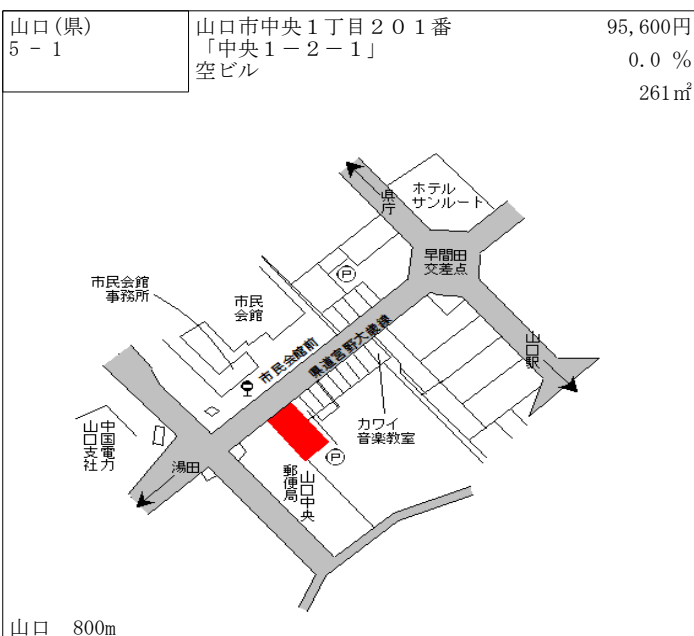 山口(県)
5 - 1
山口市中央１丁目２０１番
「中央１－２－１」
空ビル
95,600円
0.0 %
261㎡
ホテル
サンルート
県庁
早間田
交差点
Ⓟ
市民会館
事務所
市民
会館
市民会館前
県道宮野大歳線
山口駅
カワイ
音楽教室
中国電力
山口支社
湯田
Ⓟ
山口中央
郵便局
山口　800m